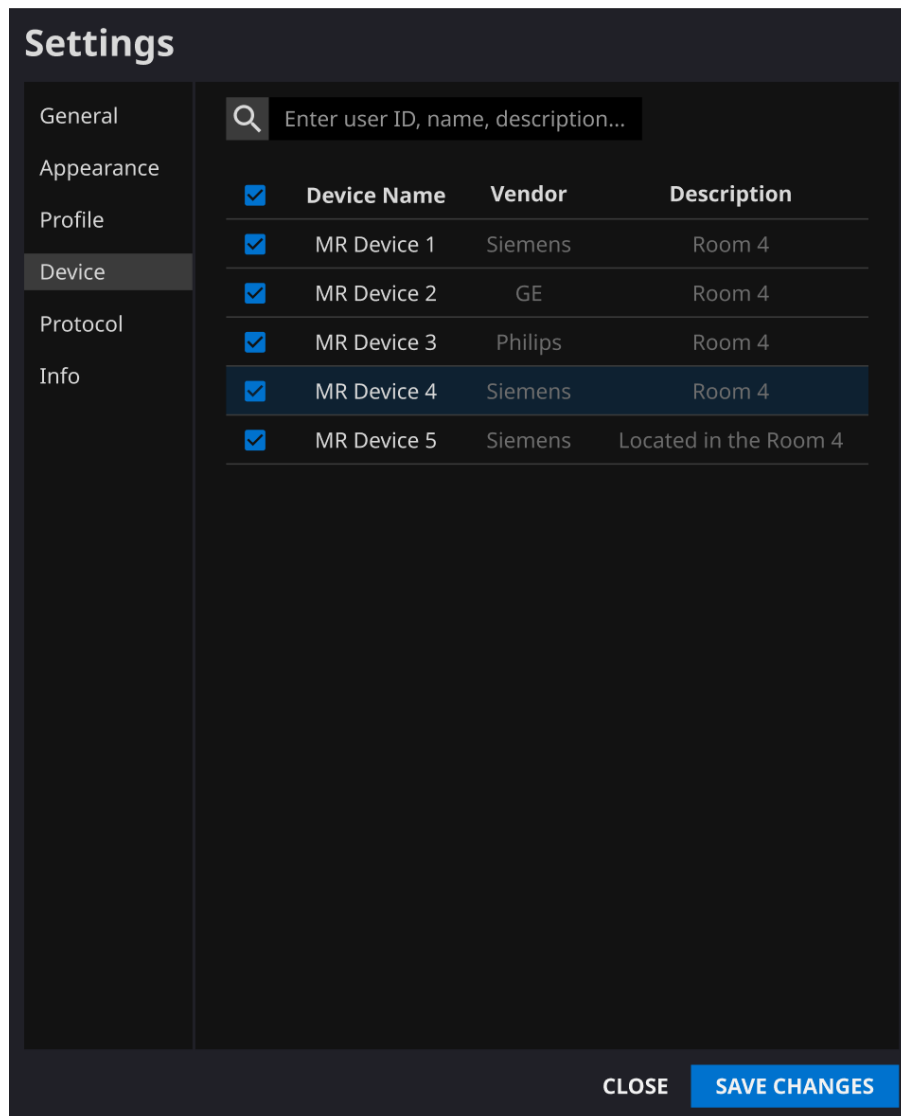 Settings
General
Appearance
Profile
Device
Protocol
Info
Enter user ID, name, description...
Device Name Vendor Description
MR Device 1 Siemens Room 4
MR Device 2 GE Room 4
MR Device 3 Philips Room 4
MR Device 4 Siemens Room 4
MR Device 5 Siemens Located in the Room 4
CLOSE SAVE CHANGES